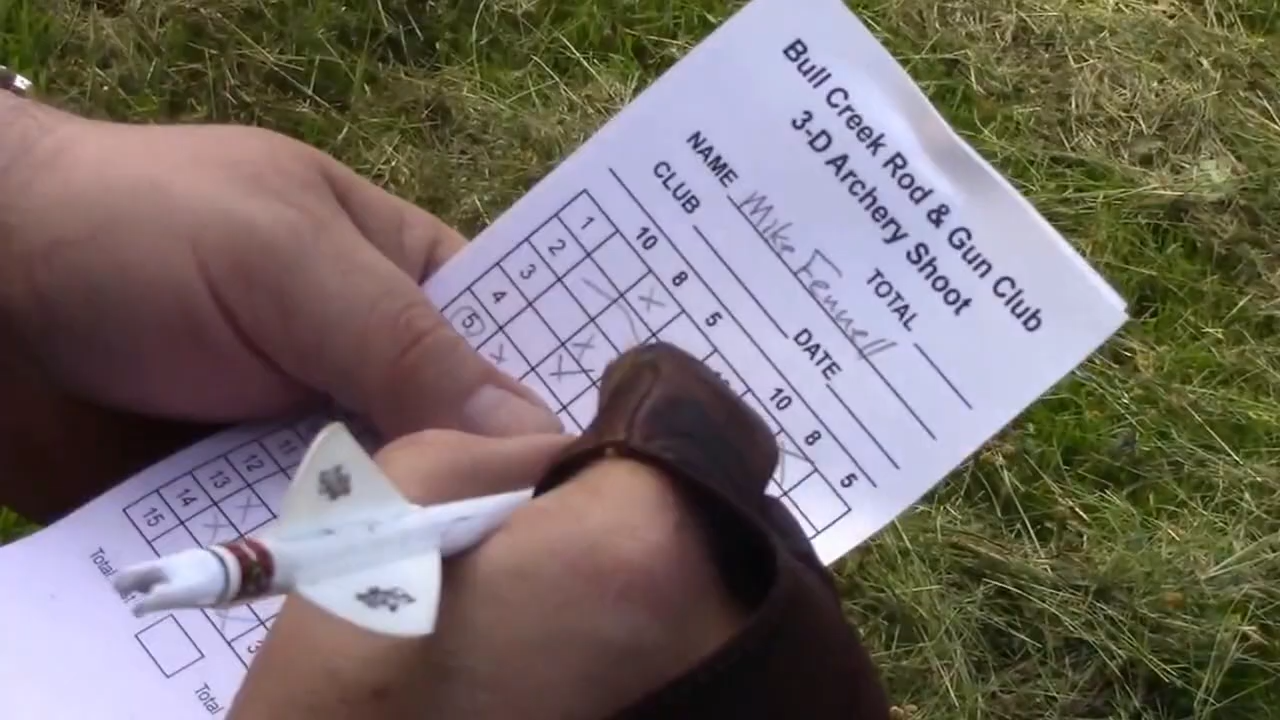 Bull Creek Rod & Gun Club
3-D Archery Shoot
NAME Mike Fennell TOTAL
CLUB DATE
10 8 5 10 8 5
1
2 X
3
4 X
5 X X
11
12
13 X
14 X
15
Total
Total